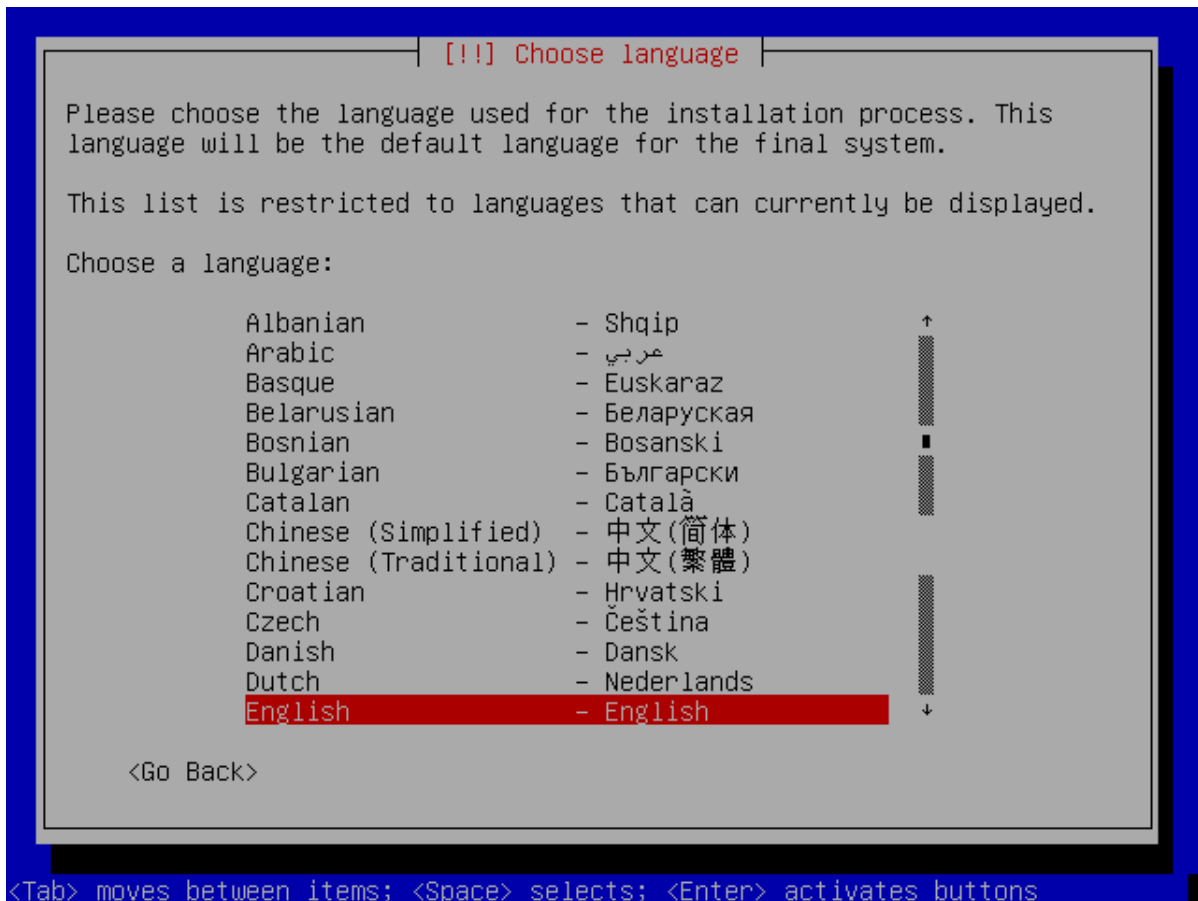 [!!] Choose language
Please choose the language used for the installation process. This
language will be the default language for the final system.
This list is restricted to languages that can currently be displayed.
Choose a language:
Albanian - Shqip
Arabic - عربي
Basque - Euskaraz
Belarusian - Беларуская
Bosnian - Bosanski
Bulgarian - Български
Catalan - Català
Chinese (Simplified) - 中文(简体)
Chinese (Traditional) - 中文(繁體)
Croatian - Hrvatski
Czech - Čeština
Danish - Dansk
Dutch - Nederlands
English - English
<Go Back>
<Tab> moves between items; <Space> selects; <Enter> activates buttons